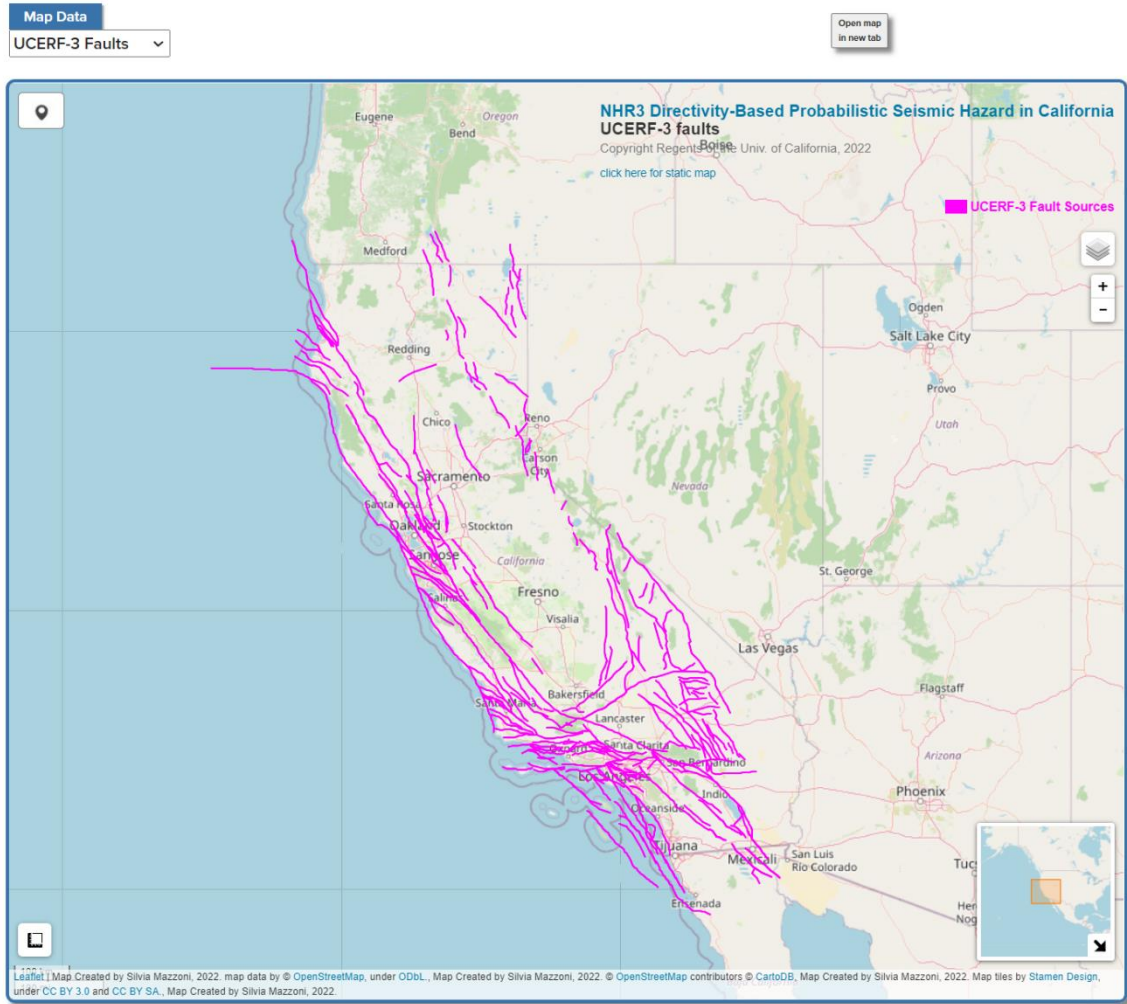 Map Data
UCERF-3 Faults
Open map
in new tab
NHR3 Directivity-Based Probabilistic Seismic Hazard in California
UCERF-3 faults
Copyright Regents of the Univ. of California, 2022
click here for static map
UCERF-3 Fault Sources
+
-
Eugene
Oregon
Bend
Boise
Medford
Ogden
Salt Lake City
Redding
Provo
Chico
Reno
Utah
Carson
City
Sacramento
Nevada
Santa Rosa
Oakland
Stockton
San Jose
California
St. George
Salinas
Fresno
Visalia
Las Vegas
Bakersfield
Flagstaff
Santa Maria
Lancaster
Oxnard
Santa Clarita
Arizona
San Bernardino
Los Angeles
Indio
Phoenix
Oceanside
Tijuana
Mexicali
San Luis
Río Colorado
Ensenada
Leaflet | Map Created by Silvia Mazzoni, 2022. map data by © OpenStreetMap, under ODbL., Map Created by Silvia Mazzoni, 2022. © OpenStreetMap contributors © CartoDB, Map Created by Silvia Mazzoni, 2022. Map tiles by Stamen Design,
under CC BY 3.0 and CC BY SA., Map Created by Silvia Mazzoni, 2022.